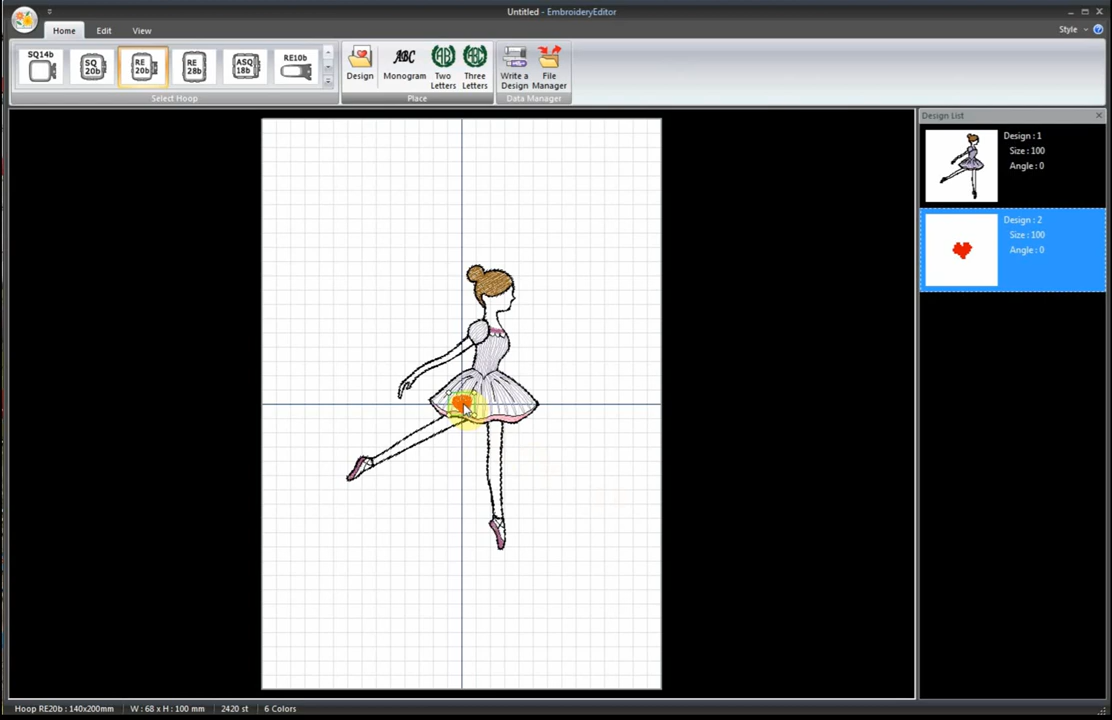 Untitled - EmbroideryEditor
Home Edit View
Style
SQ14b
SQ 20b
RE 20b
RE 28b
ASQ 18b
RE10b
Select Hoop
Design
ABC
Monogram
Two Letters
Three Letters
Place
Write a Design
File Manager
Data Manager
Design List
Design : 1
Size : 100
Angle : 0
Design : 2
Size : 100
Angle : 0
Hoop RE20b : 140x200mm W : 68 x H : 100 mm 2420 st 6 Colors